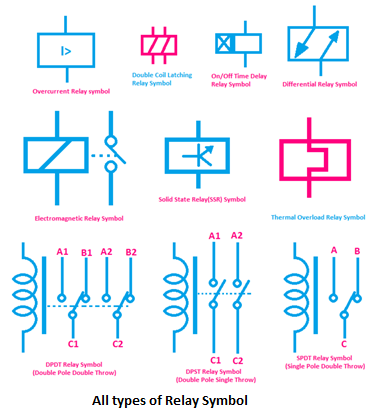 I>
Overcurrent Relay symbol
Double Coil Latching
Relay Symbol
On/Off Time Delay
Relay Symbol
Differential Relay Symbol
Electromagnetic Relay Symbol
Solid State Relay(SSR) Symbol
Thermal Overload Relay Symbol
A1 B1 A2 B2
C1 C2
DPDT Relay Symbol
(Double Pole Double Throw)
A1 A2
C1 C2
DPST Relay Symbol
(Double Pole Single Throw)
A B
C
SPDT Relay Symbol
(Single Pole Double Throw)
All types of Relay Symbol